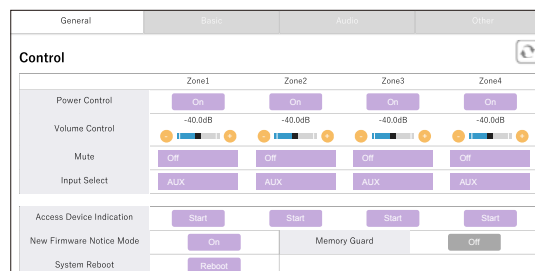 General Basic Audio Other
Control
Zone1 Zone2 Zone3 Zone4
Power Control On On On On
Volume Control -40.0dB -40.0dB -40.0dB -40.0dB
Mute Off Off Off Off
Input Select AUX AUX AUX AUX
Access Device Indication Start Start Start Start
New Firmware Notice Mode On Memory Guard Off
System Reboot Reboot